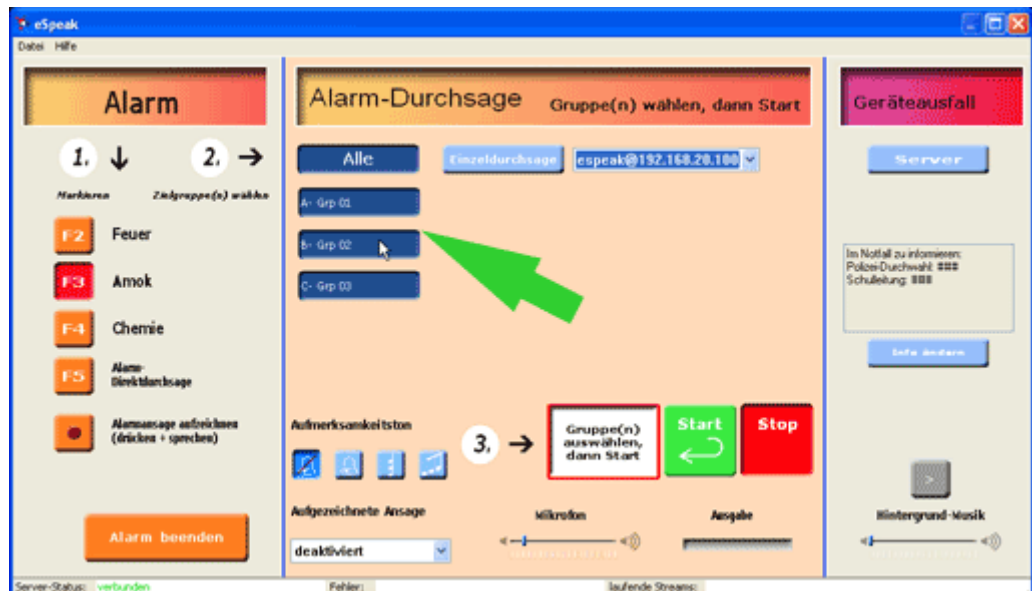 eSpeak
Datei Hilfe
Alarm
1. ↓ 2. →
Markieren Zielgruppe(n) wählen
F2 Feuer
F3 Amok
F4 Chemie
F5 Alarm-
Direktdurchsage
Alarmansage aufzeichnen
(drücken + sprechen)
Alarm beenden
Alarm-Durchsage Gruppe(n) wählen, dann Start
Alle Einzeldurchsage espeak@192.168.20.100
A- Grp 01
B- Grp 02
C- Grp 03
Aufmerksamkeitston
3. →
Gruppe(n)
auswählen,
dann Start
Start
Stop
Aufgezeichnete Ansage
deaktiviert
Mikrofon
Ausgabe
Geräteausfall
Server
Im Notfall zu informieren:
Polizei-Durchwahl: ###
Schulleitung: ###
Info ändern
>
Hintergrund-Musik
Server-Status: verbunden Fehler: laufende Streams: